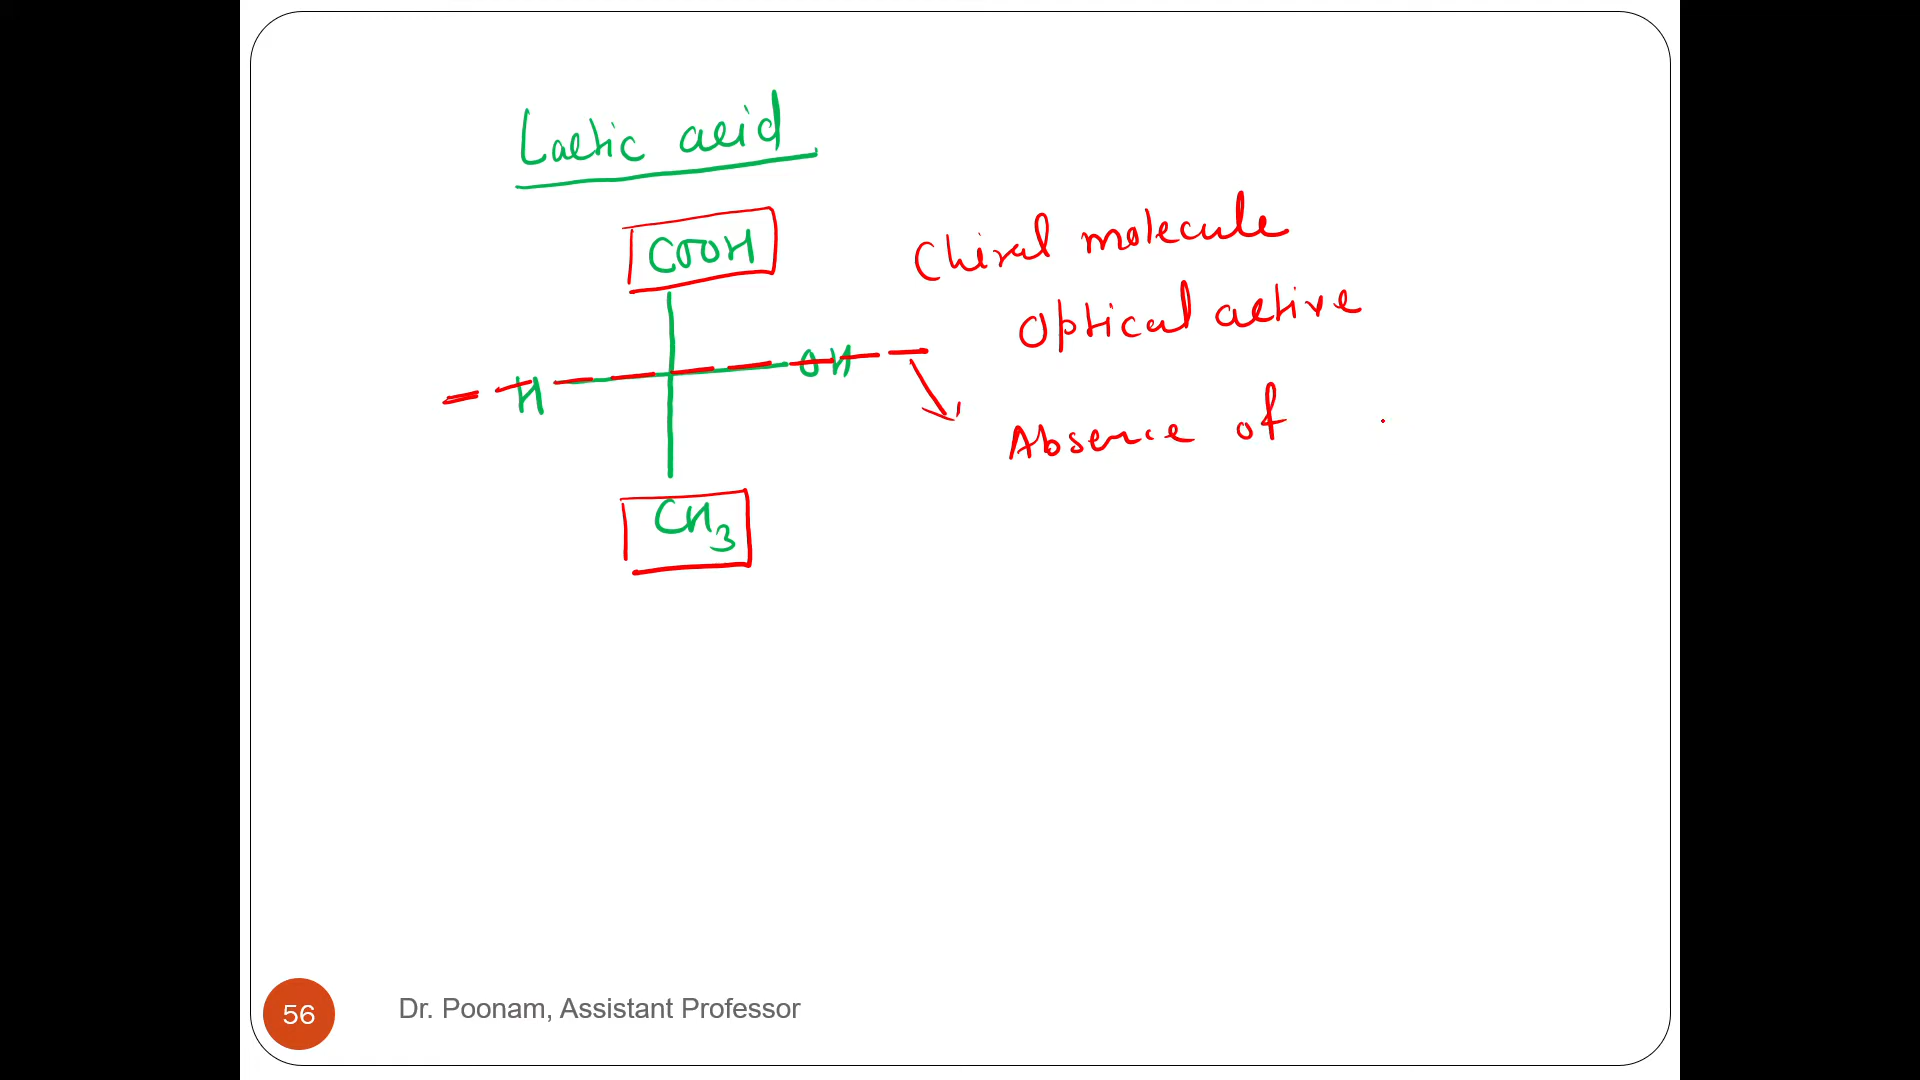 Lactic acid
COOH
Chiral molecule
Optical active
H OH
Absence of
CH3
56 Dr. Poonam, Assistant Professor